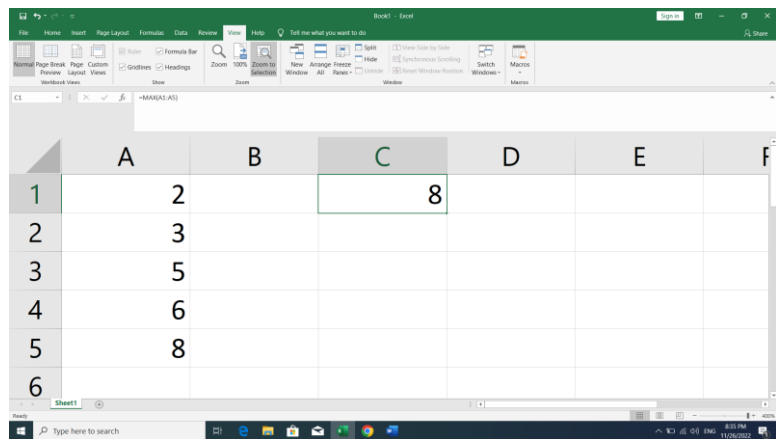 Book1 - Excel
Sign in
File Home Insert Page Layout Formulas Data Review View Help Tell me what you want to do
Share
Normal Page Break Preview Page Layout Custom Views
Ruler Formula Bar
Gridlines Headings
Zoom 100% Zoom to Selection
New Window Arrange All Freeze Panes
Split
Hide
Unhide
View Side by Side
Synchronous Scrolling
Reset Window Position
Switch Windows
Macros
Workbook Views Show Zoom Window Macros
C1 fx =MAX(A1:A5)
A B C D E F
1 2 8
2 3
3 5
4 6
5 8
6
Sheet1
Ready
400%
Type here to search
ENG
8:35 PM
11/26/2022